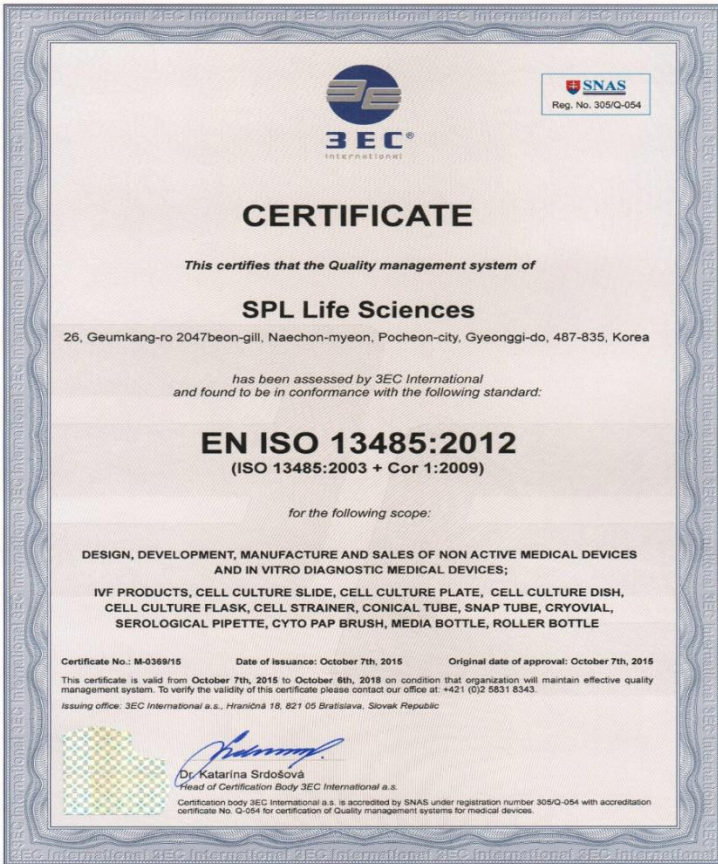 3EC International 3EC International 3EC International 3EC International 3EC International
3EC®
international
SNAS
Reg. No. 305/Q-054
CERTIFICATE
This certifies that the Quality management system of
SPL Life Sciences
26, Geumkang-ro 2047beon-gill, Naechon-myeon, Pocheon-city, Gyeonggi-do, 487-835, Korea
has been assessed by 3EC International
and found to be in conformance with the following standard:
EN ISO 13485:2012
(ISO 13485:2003 + Cor 1:2009)
for the following scope:
DESIGN, DEVELOPMENT, MANUFACTURE AND SALES OF NON ACTIVE MEDICAL DEVICES
AND IN VITRO DIAGNOSTIC MEDICAL DEVICES;
IVF PRODUCTS, CELL CULTURE SLIDE, CELL CULTURE PLATE, CELL CULTURE DISH,
CELL CULTURE FLASK, CELL STRAINER, CONICAL TUBE, SNAP TUBE, CRYOVIAL,
SEROLOGICAL PIPETTE, CYTO PAP BRUSH, MEDIA BOTTLE, ROLLER BOTTLE
Certificate No.: M-0369/15 Date of issuance: October 7th, 2015 Original date of approval: October 7th, 2015
This certificate is valid from October 7th, 2015 to October 6th, 2018 on condition that organization will maintain effective quality
management system. To verify the validity of this certificate please contact our office at: +421 (0)2 5831 8343.
Issuing office: 3EC International a.s., Hraničná 18, 821 05 Bratislava, Slovak Republic
Dr. Katarína Srdošová
Head of Certification Body 3EC International a.s.
Certification body 3EC International a.s. is accredited by SNAS under registration number 305/Q-054 with accreditation
certificate No. Q-054 for certification of Quality management systems for medical devices.